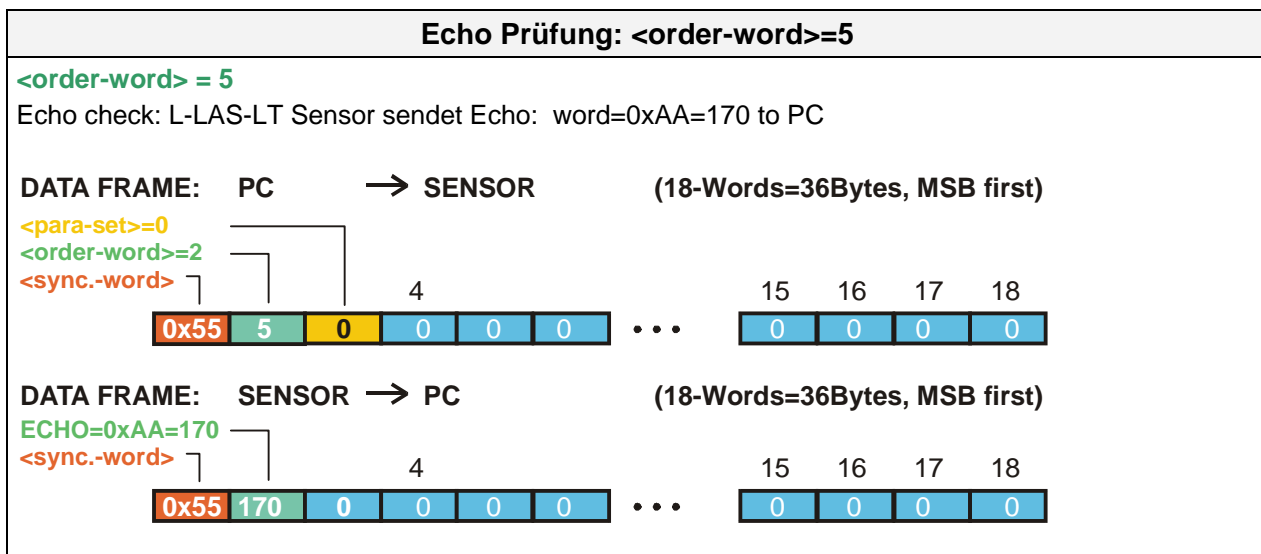 Echo Prüfung: <order-word>=5
<order-word> = 5
Echo check: L-LAS-LT Sensor sendet Echo:  word=0xAA=170 to PC
DATA FRAME: PC → SENSOR (18-Words=36Bytes, MSB first)
<para-set>=0
<order-word>=2
<sync.-word>
4 15 16 17 18
0x55 5 0 0 0 0 • • • 0 0 0 0
DATA FRAME: SENSOR → PC (18-Words=36Bytes, MSB first)
ECHO=0xAA=170
<sync.-word>
4 15 16 17 18
0x55 170 0 0 0 0 • • • 0 0 0 0